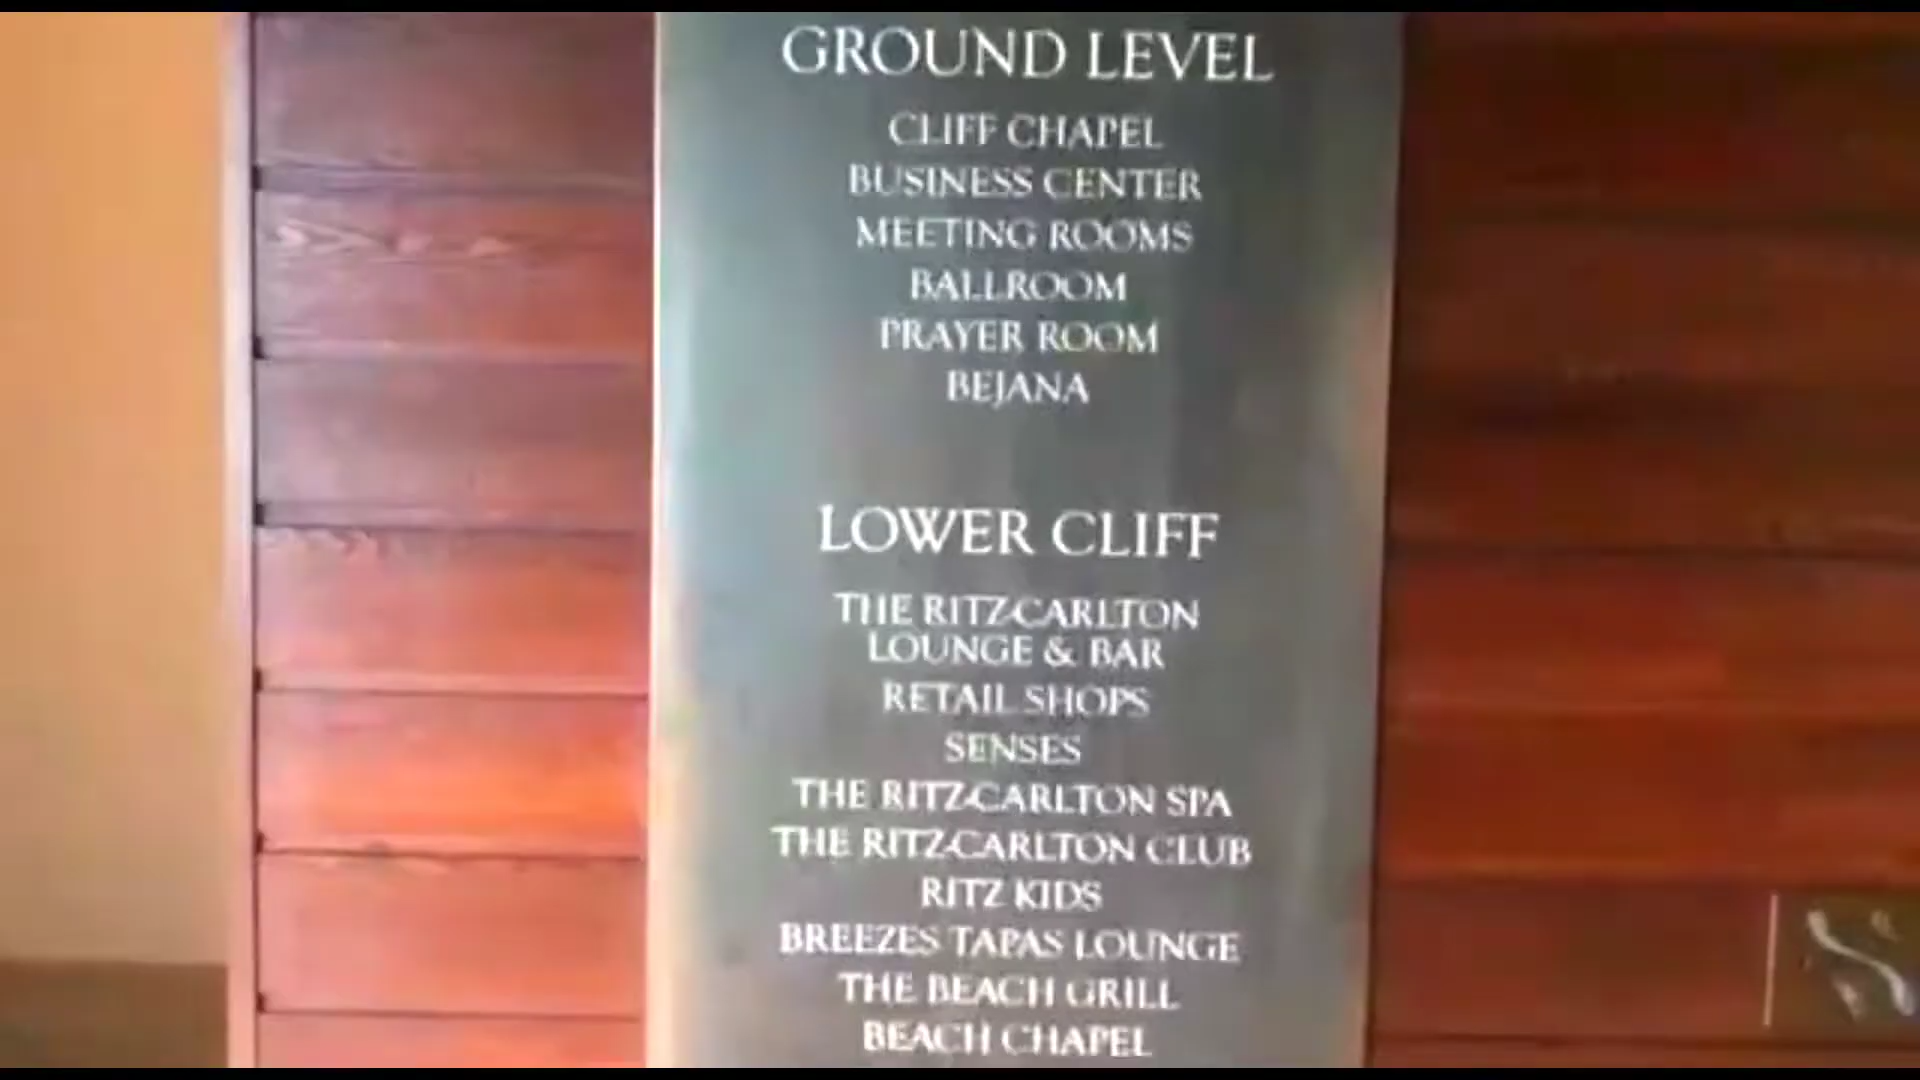 GROUND LEVEL
CLIFF CHAPEL
BUSINESS CENTER
MEETING ROOMS
BALLROOM
PRAYER ROOM
BEJANA
LOWER CLIFF
THE RITZ-CARLTON
LOUNGE & BAR
RETAIL SHOPS
SENSES
THE RITZ-CARLTON SPA
THE RITZ-CARLTON CLUB
RITZ KIDS
BREEZES TAPAS LOUNGE
THE BEACH GRILL
BEACH CHAPEL